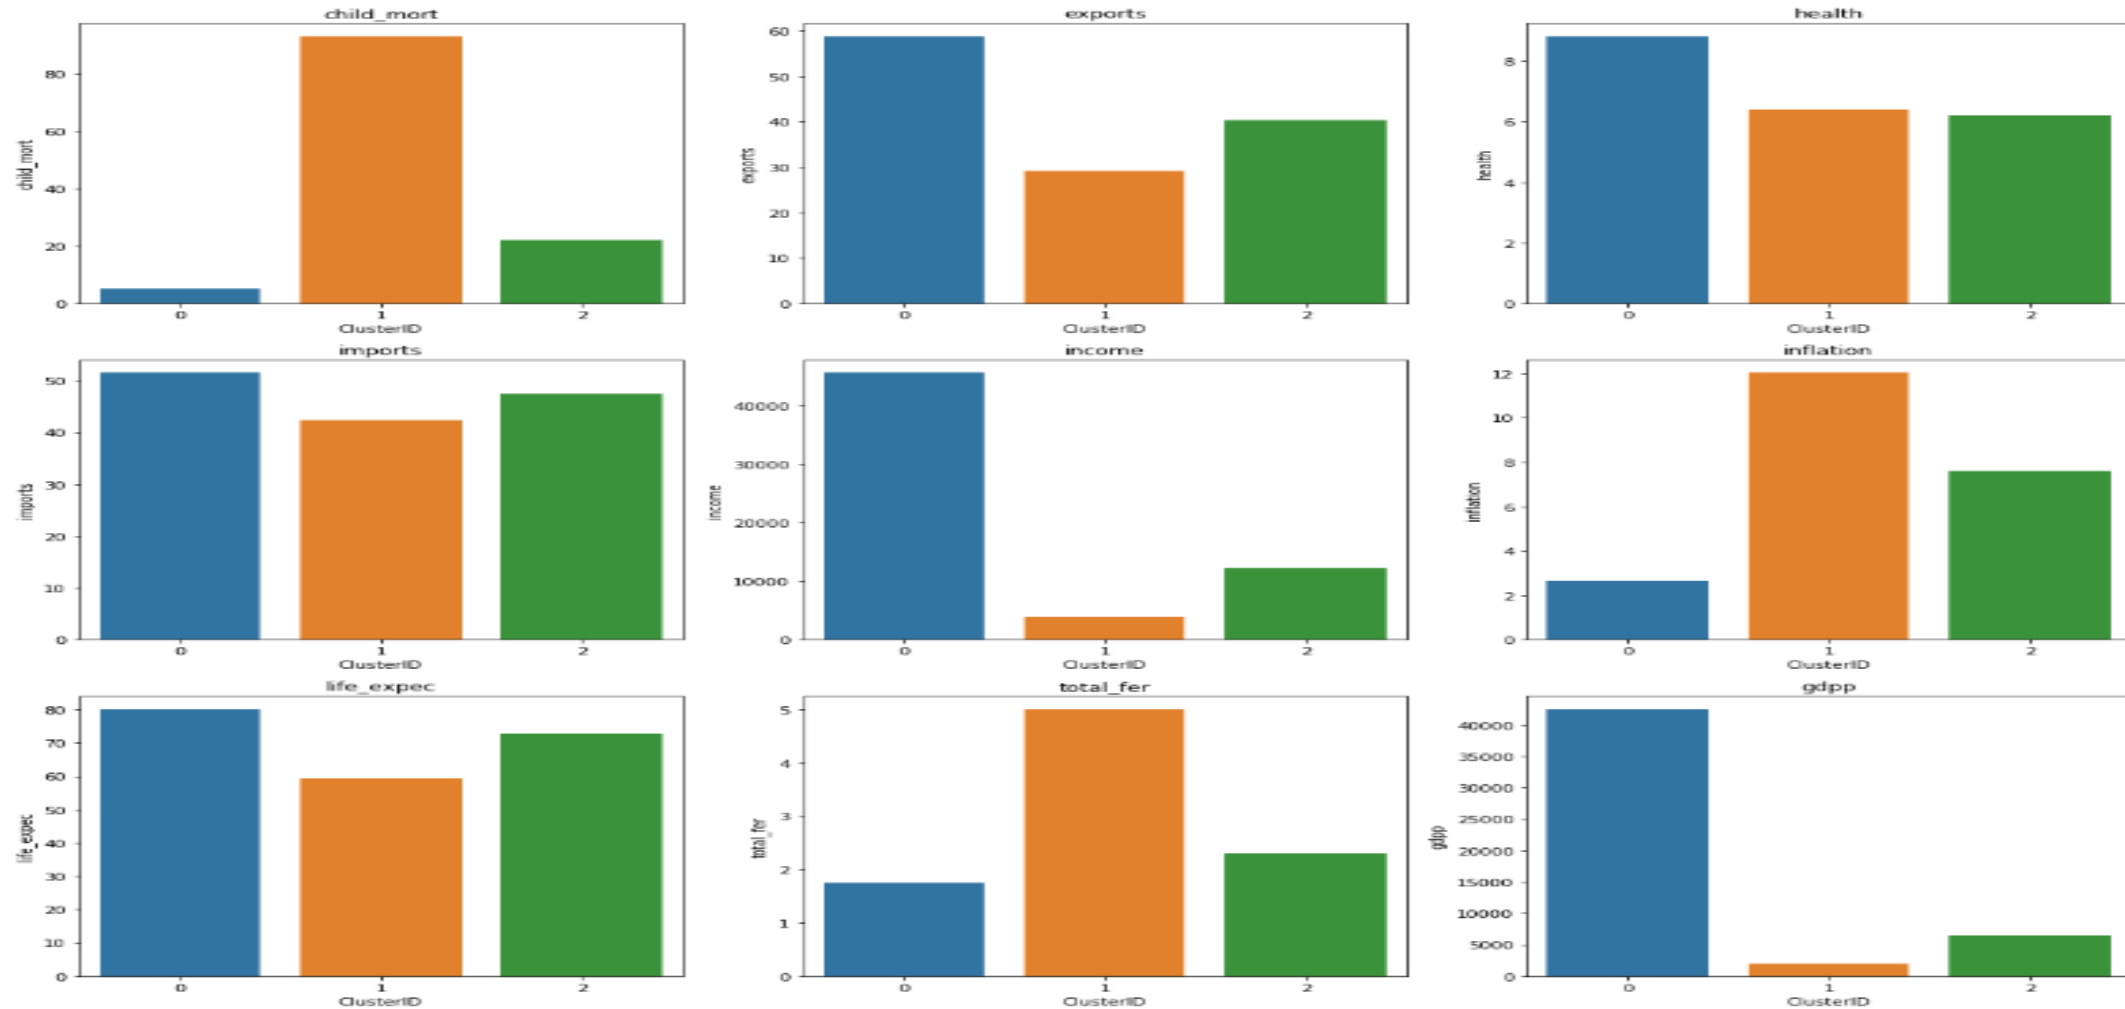 child_mort
exports
health
80
60
40
20
0
child_mort
0 1 2
ClusterID
60
50
40
30
20
10
0
exports
0 1 2
ClusterID
8
6
4
2
0
health
0 1 2
ClusterID
imports
income
inflation
50
40
30
20
10
0
imports
0 1 2
ClusterID
40000
30000
20000
10000
0
income
0 1 2
ClusterID
12
10
8
6
4
2
0
inflation
0 1 2
ClusterID
life_expec
total_fer
gdpp
80
70
60
50
40
30
20
10
0
life_expec
0 1 2
ClusterID
5
4
3
2
1
0
total_fer
0 1 2
ClusterID
40000
35000
30000
25000
20000
15000
10000
5000
0
gdpp
0 1 2
ClusterID